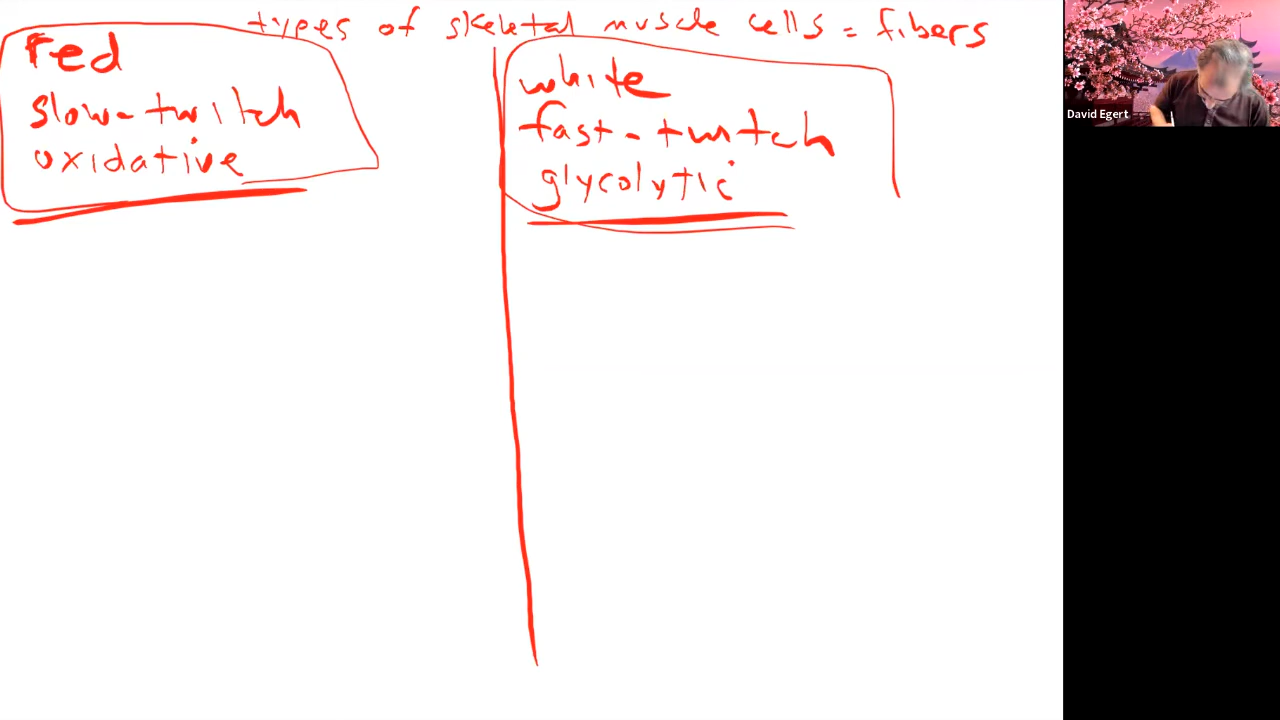 types of skeletal muscle cells = fibers
red
slow-twitch
oxidative
white
fast-twitch
glycolytic
David Egert